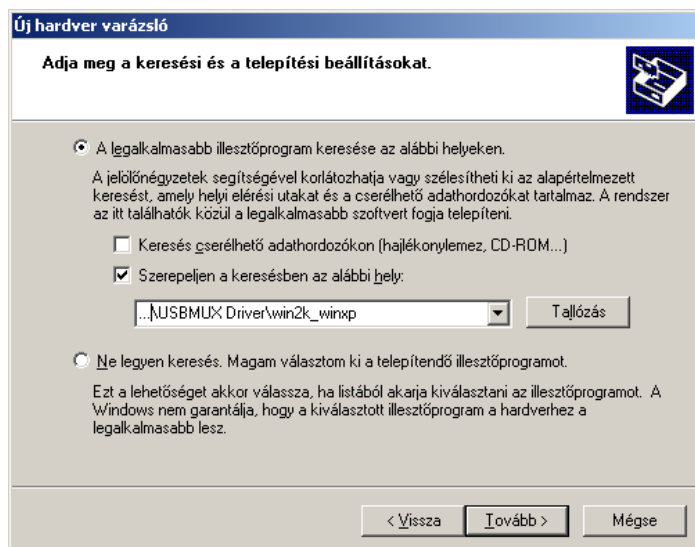 Új hardver varázsló
Adja meg a keresési és a telepítési beállításokat.
A legalkalmasabb illesztőprogram keresése az alábbi helyeken.
A jelölőnégyzetek segítségével korlátozhatja vagy szélesítheti ki az alapértelmezett
keresést, amely helyi elérési utakat és a cserélhető adathordozókat tartalmaz. A rendszer
az itt találhatók közül a legalkalmasabb szoftvert fogja telepíteni.
Keresés cserélhető adathordozókon (hajlékonylemez, CD-ROM...)
Szerepeljen a keresésben az alábbi hely:
...\USBMUX Driver\win2k_winxp
Tallózás
Ne legyen keresés. Magam választom ki a telepítendő illesztőprogramot.
Ezt a lehetőséget akkor válassza, ha listából akarja kiválasztani az illesztőprogramot. A
Windows nem garantálja, hogy a kiválasztott illesztőprogram a hardverhez a
legalkalmasabb lesz.
< Vissza
Tovább >
Mégse